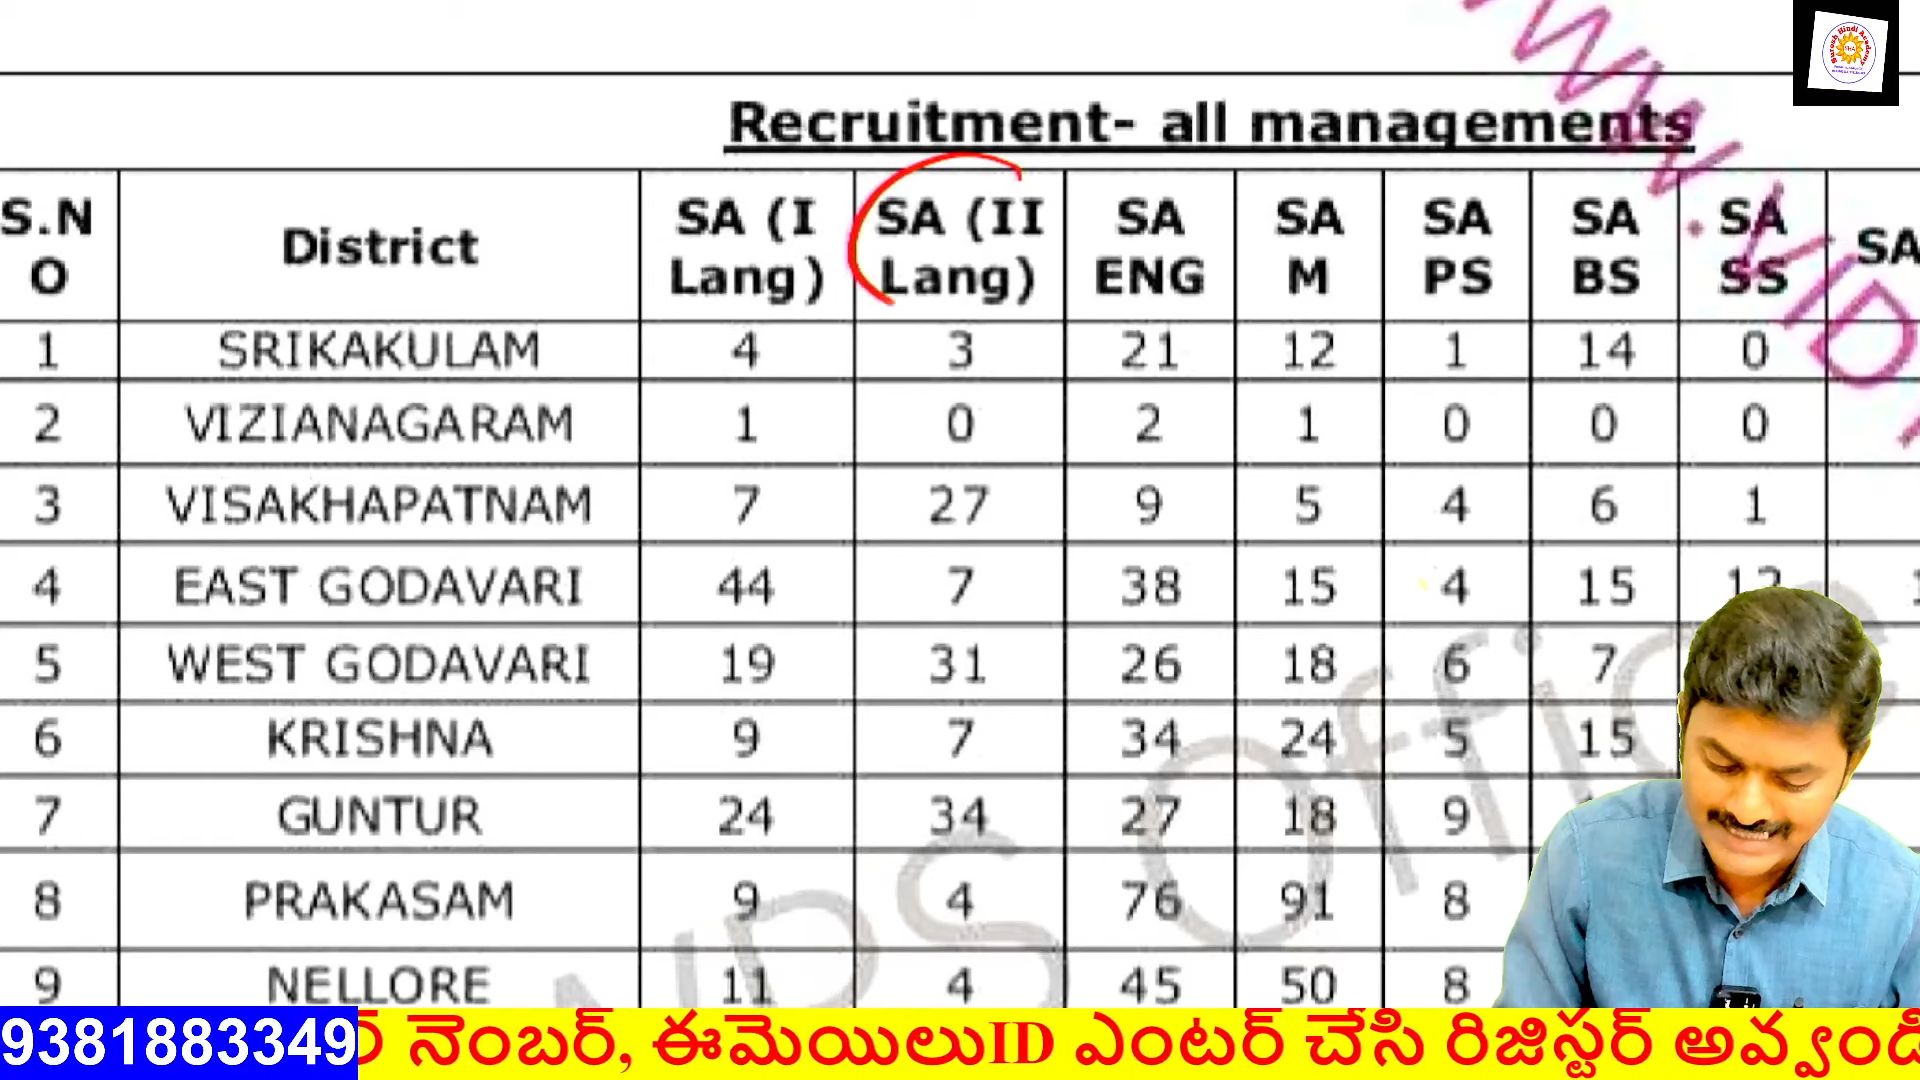 Recruitment- all managements
S.N O District SA (I Lang) SA (II Lang) SA ENG SA M SA PS SA BS SA SS SA
1 SRIKAKULAM 4 3 21 12 1 14 0
2 VIZIANAGARAM 1 0 2 1 0 0 0
3 VISAKHAPATNAM 7 27 9 5 4 6 1
4 EAST GODAVARI 44 7 38 15 4 15
5 WEST GODAVARI 19 31 26 18 6 7
6 KRISHNA 9 7 34 24 5 15
7 GUNTUR 24 34 27 18 9
8 PRAKASAM 9 4 76 91 8
9 NELLORE 11 4 45 50 8
9381883349 నెంబర్, ఈమెయిలుID ఎంటర్ చేసి రిజిస్టర్ అవ్వండి